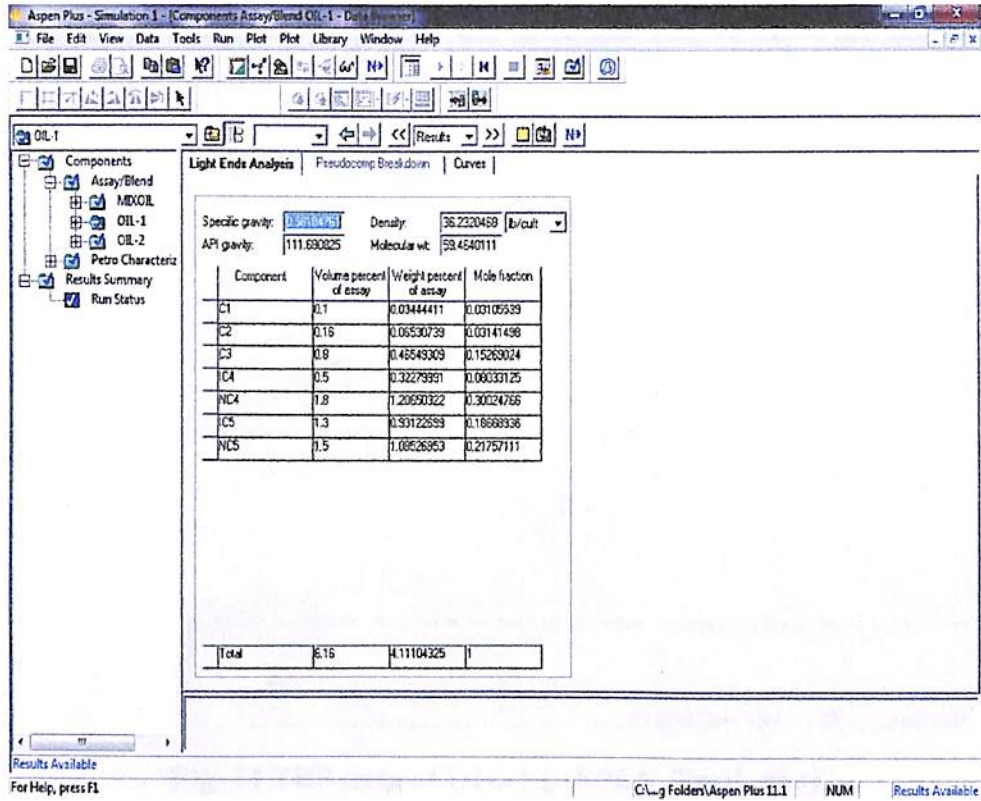 Aspen Plus - Simulation 1 - [Components Assay/Blend OIL-1 - Data Browser]
File Edit View Data Tools Run Plot Plot Library Window Help
OIL-1
Results
Components
Assay/Blend
MIXOIL
OIL-1
OIL-2
Petro Characteriz
Results Summary
Run Status
Light Ends Analysis Pseudocomp Breakdown Curves
Specific gravity: Density: 36.2320468 lb/cuft
API gravity: 111.690825 Molecular wt: 59.4640111
Component Volume percent of assay Weight percent of assay Mole fraction
C1 0.1 0.03444411 0.03105539
C2 0.16 0.06530739 0.03141498
C3 0.8 0.46549309 0.15269024
IC4 0.5 0.32279991 0.08033125
NC4 1.8 1.20650322 0.30024766
IC5 1.3 0.93122699 0.18668936
NC5 1.5 1.08526953 0.21757111
Total 6.16 4.11104325 1
Results Available
For Help, press F1
C:\...g Folders\Aspen Plus 11.1 NUM Results Available